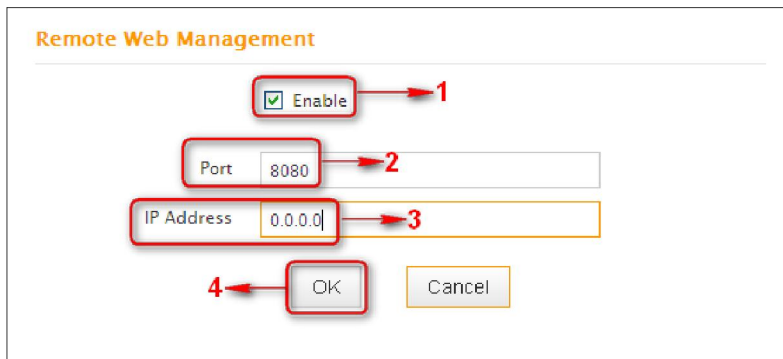 Remote Web Management
Enable 1
Port 8080 2
IP Address 0.0.0.0 3
4 OK Cancel